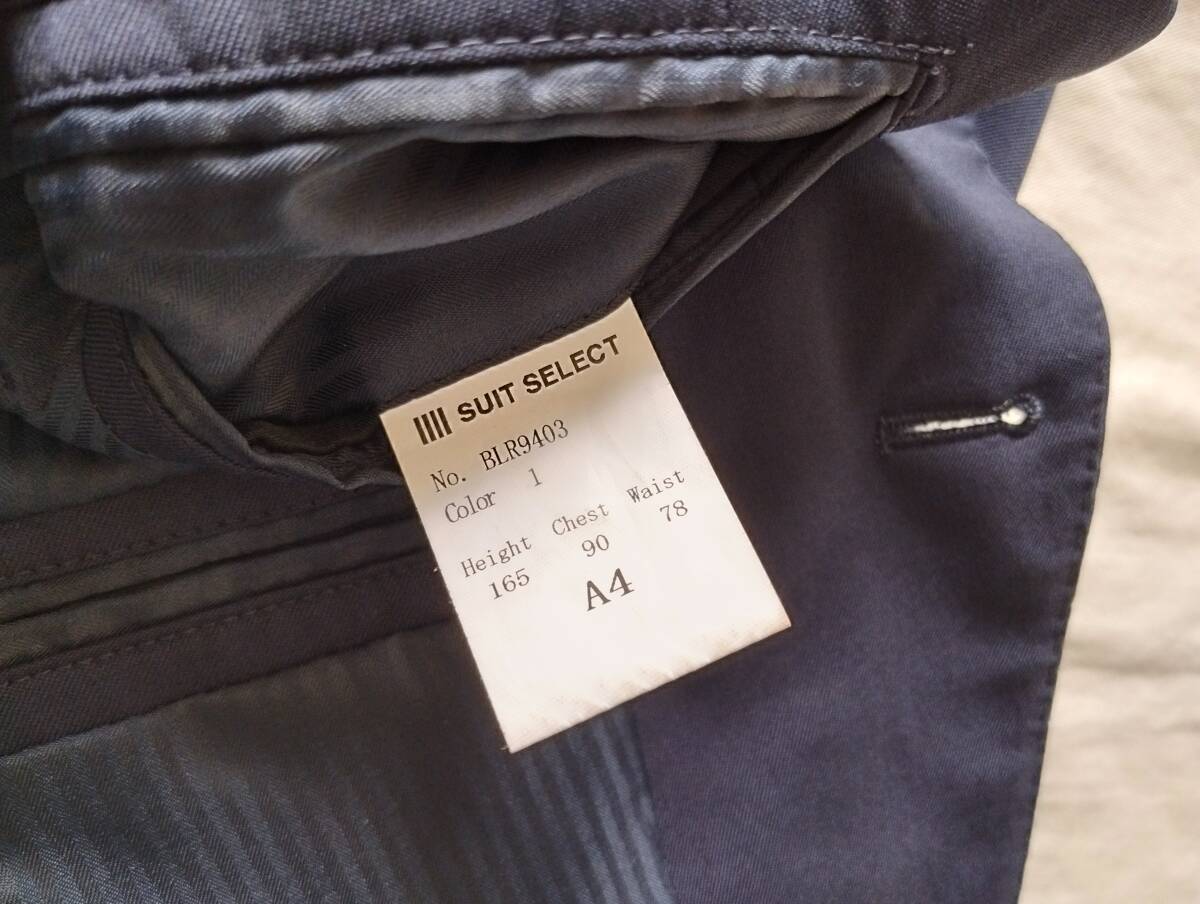 SUIT SELECT
No. BLR9403
Color 1
Height Chest Waist
165 90 78
A4